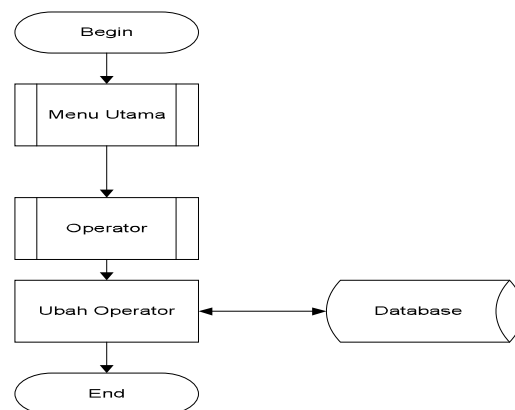 Begin
Menu Utama
Operator
Ubah Operator
Database
End